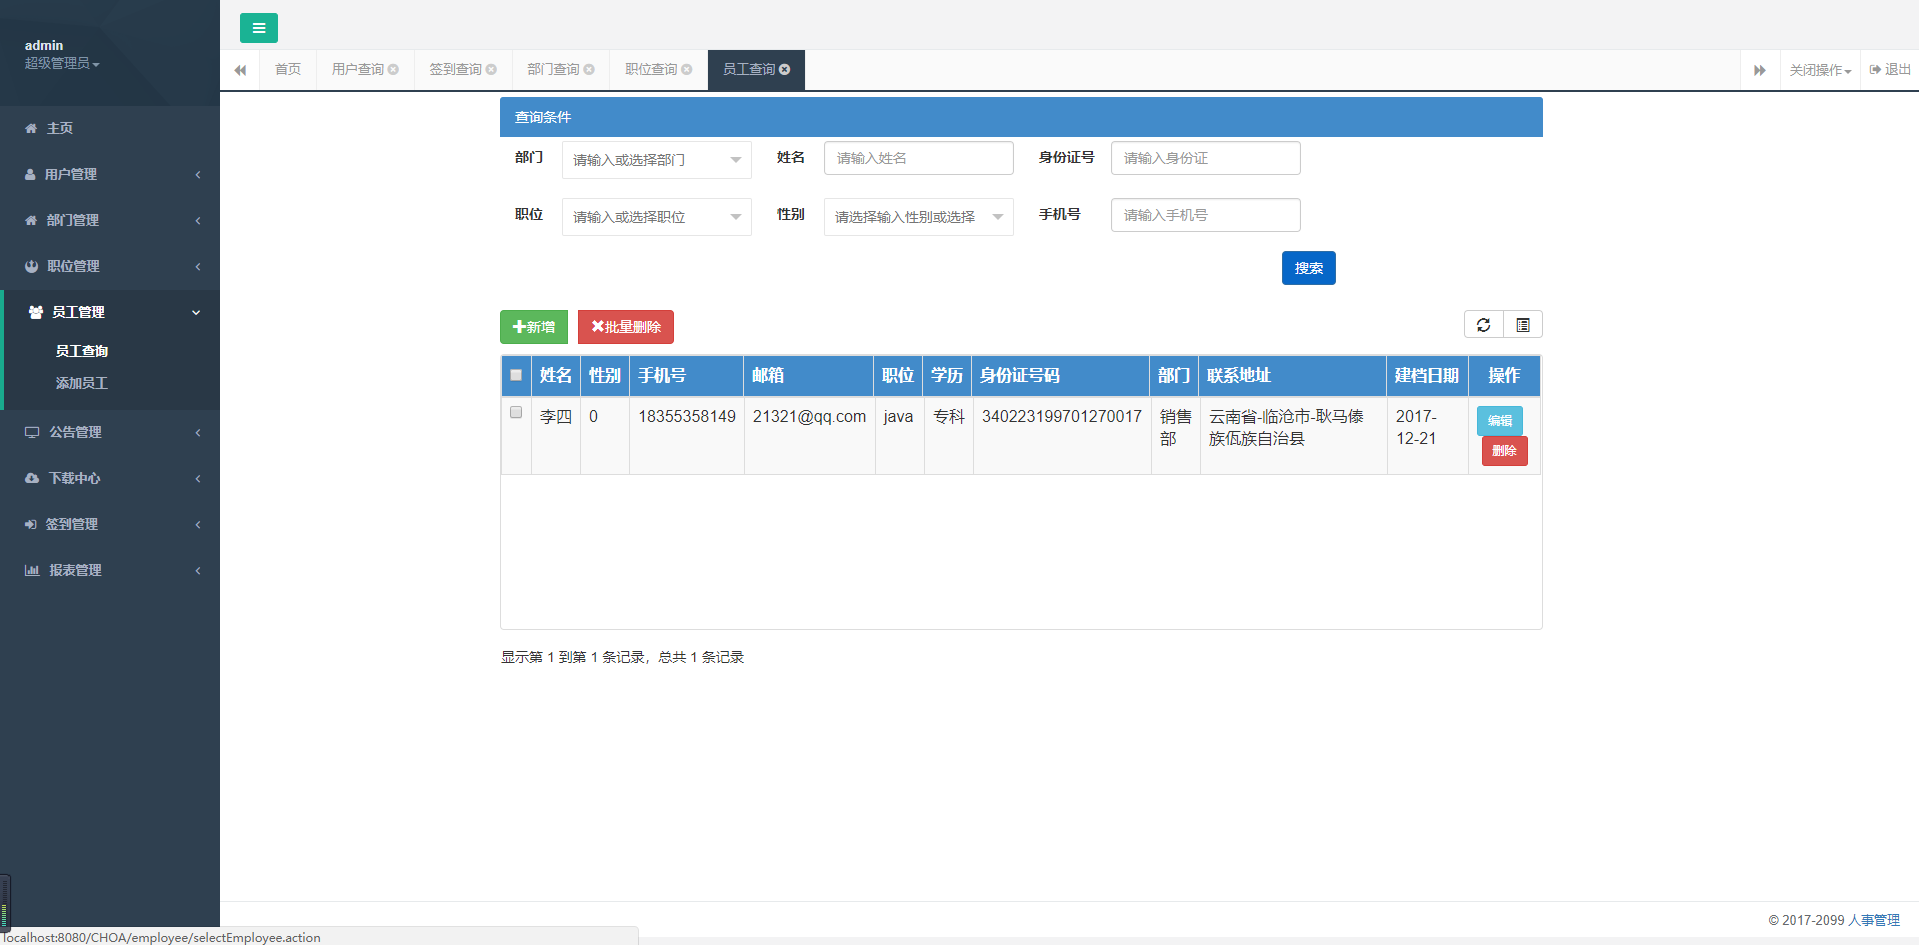 admin
超级管理员
主页
用户管理
部门管理
职位管理
员工管理
员工查询
添加员工
公告管理
下载中心
签到管理
报表管理
首页 用户查询 签到查询 部门查询 职位查询 员工查询 关闭操作 退出
查询条件
部门 请输入或选择部门 姓名 请输入姓名 身份证号 请输入身份证
职位 请输入或选择职位 性别 请选择输入性别或选择 手机号 请输入手机号
搜索
新增 批量删除
姓名 性别 手机号 邮箱 职位 学历 身份证号码 部门 联系地址 建档日期 操作
李四 0 18355358149 21321@qq.com java 专科 340223199701270017 销售 云南省-临沧市-耿马傣 2017- 编辑
部 族佤族自治县 12-21 删除
显示第 1 到第 1 条记录，总共 1 条记录
© 2017-2099 人事管理
localhost:8080/CHOA/employee/selectEmployee.action